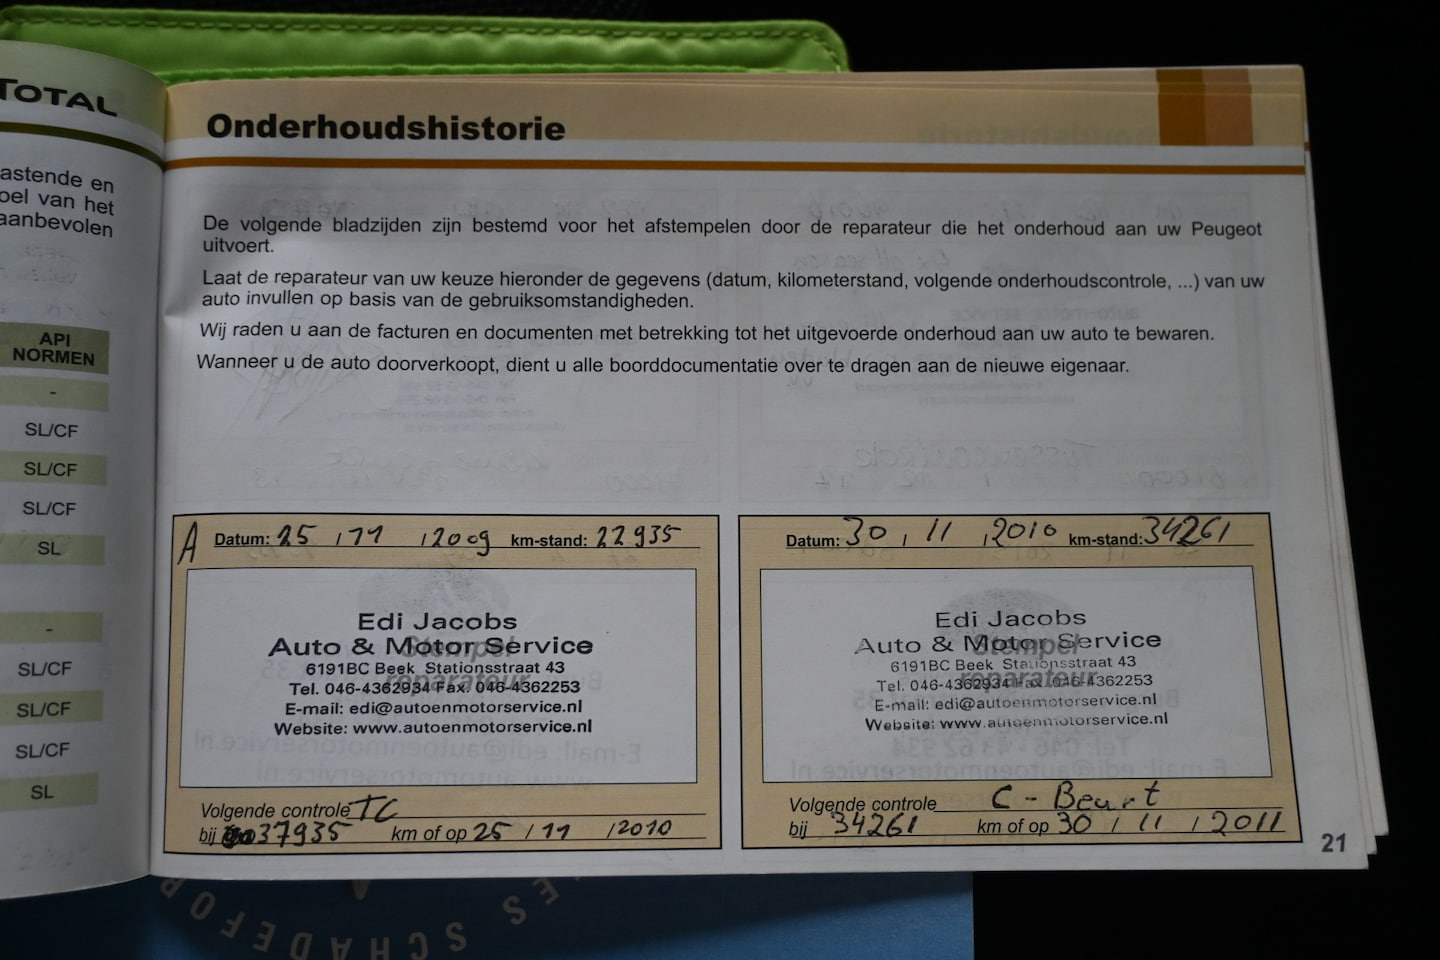 TOTAL
astende en
oel van het
aanbevolen
API
NORMEN
-
SL/CF
SL/CF
SL/CF
SL
-
SL/CF
SL/CF
SL/CF
SL
Onderhoudshistorie
De volgende bladzijden zijn bestemd voor het afstempelen door de reparateur die het onderhoud aan uw Peugeot
uitvoert.
Laat de reparateur van uw keuze hieronder de gegevens (datum, kilometerstand, volgende onderhoudscontrole, ...) van uw
auto invullen op basis van de gebruiksomstandigheden.
Wij raden u aan de facturen en documenten met betrekking tot het uitgevoerde onderhoud aan uw auto te bewaren.
Wanneer u de auto doorverkoopt, dient u alle boorddocumentatie over te dragen aan de nieuwe eigenaar.
A Datum: 25 / 11 / 2009 km-stand: 22935
Stempel
reparateur
Edi Jacobs
Auto & Motor Service
6191BC Beek Stationsstraat 43
Tel. 046-4362934 Fax. 046-4362253
E-mail: edi@autoenmotorservice.nl
Website: www.autoenmotorservice.nl
Volgende controle TC
bij 37935 km of op 25 / 11 / 2010
Datum: 30 / 11 / 2010 km-stand: 34261
Stempel
reparateur
Edi Jacobs
Auto & Motor Service
6191BC Beek Stationsstraat 43
Tel. 046-4362934 Fax. 046-4362253
E-mail: edi@autoenmotorservice.nl
Website: www.autoenmotorservice.nl
Volgende controle C - Beurt
bij 34261 km of op 30 / 11 / 2011
21
ES SCHADEFOR